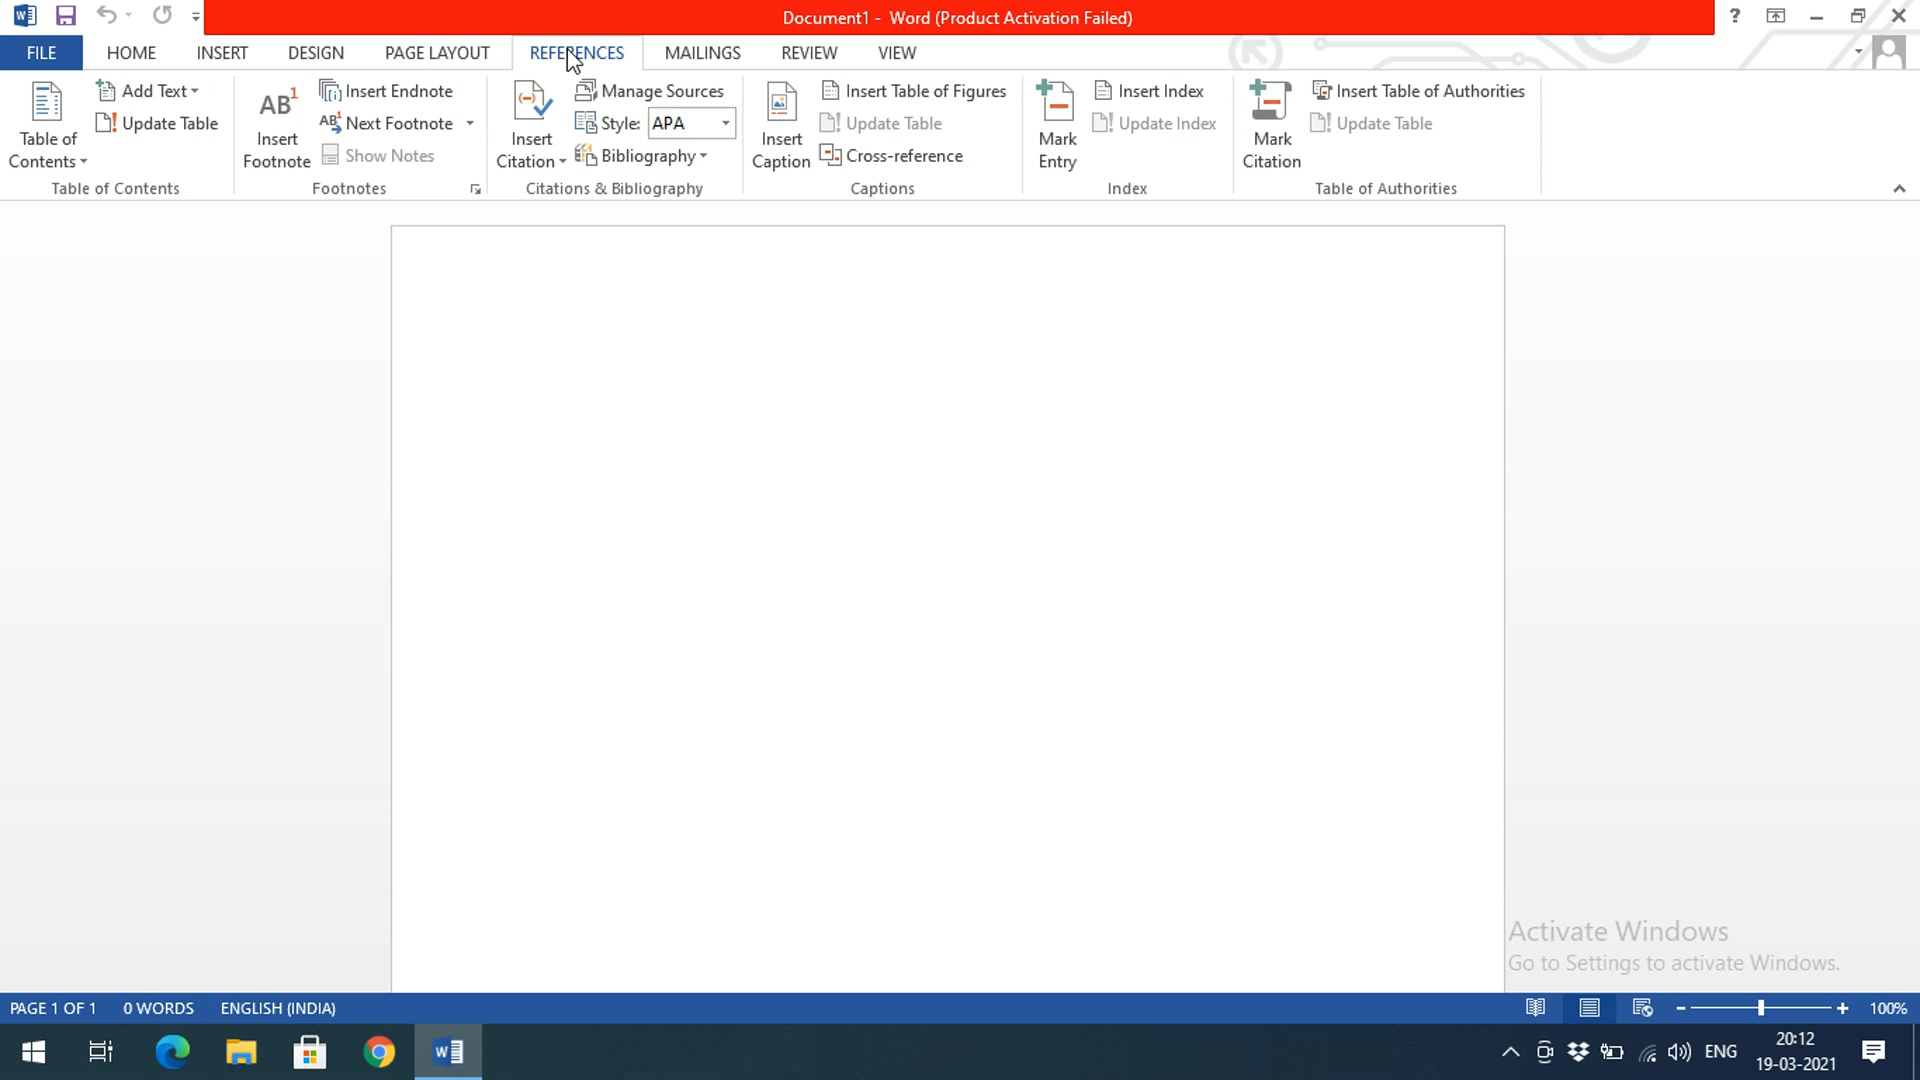 Document1 - Word (Product Activation Failed)
?
FILE HOME INSERT DESIGN PAGE LAYOUT REFERENCES MAILINGS REVIEW VIEW
Table of Contents
Add Text
Update Table
Table of Contents
AB1
Insert Footnote
Insert Endnote
Next Footnote
Show Notes
Footnotes
Insert Citation
Manage Sources
Style: APA
Bibliography
Citations & Bibliography
Insert Caption
Insert Table of Figures
Update Table
Cross-reference
Captions
Mark Entry
Insert Index
Update Index
Index
Mark Citation
Insert Table of Authorities
Update Table
Table of Authorities
Activate Windows
Go to Settings to activate Windows.
PAGE 1 OF 1 0 WORDS ENGLISH (INDIA) 100%
ENG
20:12
19-03-2021